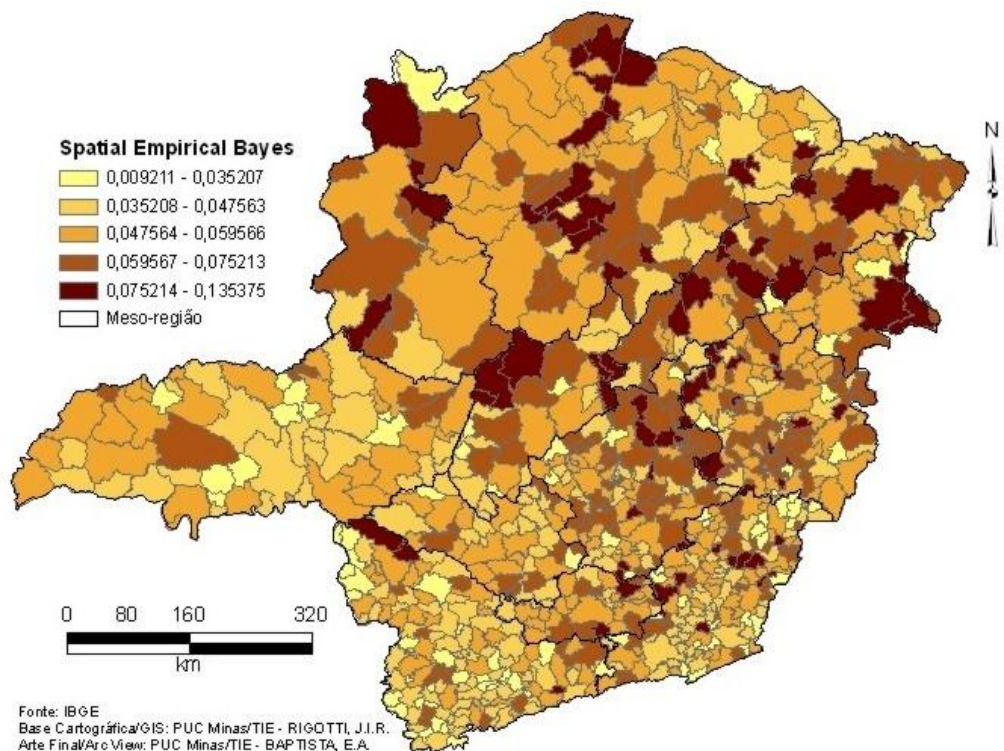 Spatial Empirical Bayes
0,009211 - 0,035207
0,035208 - 0,047563
0,047564 - 0,059566
0,059567 - 0,075213
0,075214 - 0,135375
Meso-região
N
0 80 160 320
km
Fonte: IBGE
Base Cartográfica/GIS: PUC Minas/TIE - RIGOTTI, J.I.R.
Arte Final/Arc View: PUC Minas/TIE - BAPTISTA, E.A.